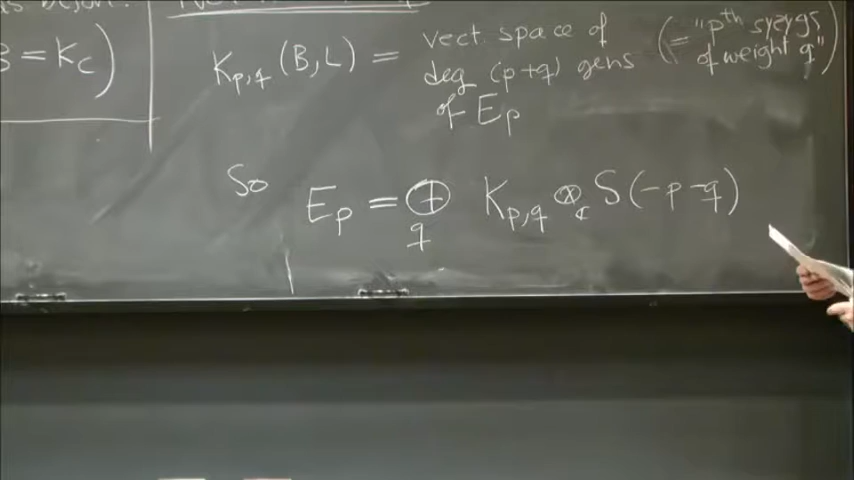 B = K_C )
K_{p,q} (B, L) = vect space of deg (p+q) gens of E_p (= "p^{th} syzygs of weight q")
So E_p = ⊕_q K_{p,q} ⊗_ℂ S(-p-q)